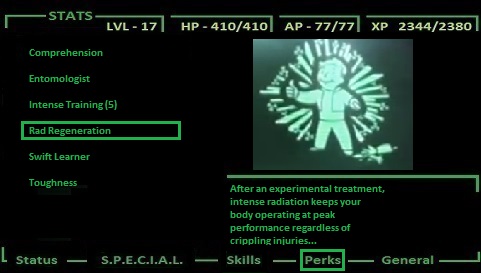 STATS
LVL - 17 HP - 410/410 AP - 77/77 XP 2344/2380
Comprehension
Entomologist
Intense Training (5)
Rad Regeneration
Swift Learner
Toughness
After an experimental treatment,
intense radiation keeps your
body operating at peak
performance regardless of
crippling injuries...
Status S.P.E.C.I.A.L. Skills Perks General